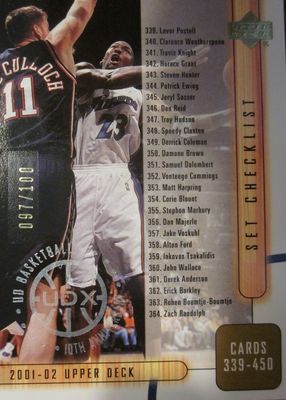 UPPER DECK
CULLOCH
11
Wizards
23
097/100
339. Lavor Postell
340. Clarence Weatherspoon
341. Travis Knight
342. Horace Grant
343. Steven Hunter
344. Patrick Ewing
345. Jeryl Sasser
346. Don Reid
347. Troy Hudson
348. Speedy Claxton
349. Derrick Coleman
350. Damone Brown
351. Samuel Dalembert
352. Vonteego Cummings
353. Matt Harpring
354. Corie Blount
355. Stephon Marbury
356. Dan Majerle
357. Jake Voskuhl
358. Alton Ford
359. Iakovos Tsakalidis
360. John Wallace
361. Derek Anderson
362. Erick Barkley
363. Ruben Boumtje-Boumtje
364. Zach Randolph
SET CHECKLIST
UD BASKETBALL
UDX
10TH
2001-02 UPPER DECK
CARDS
339-450